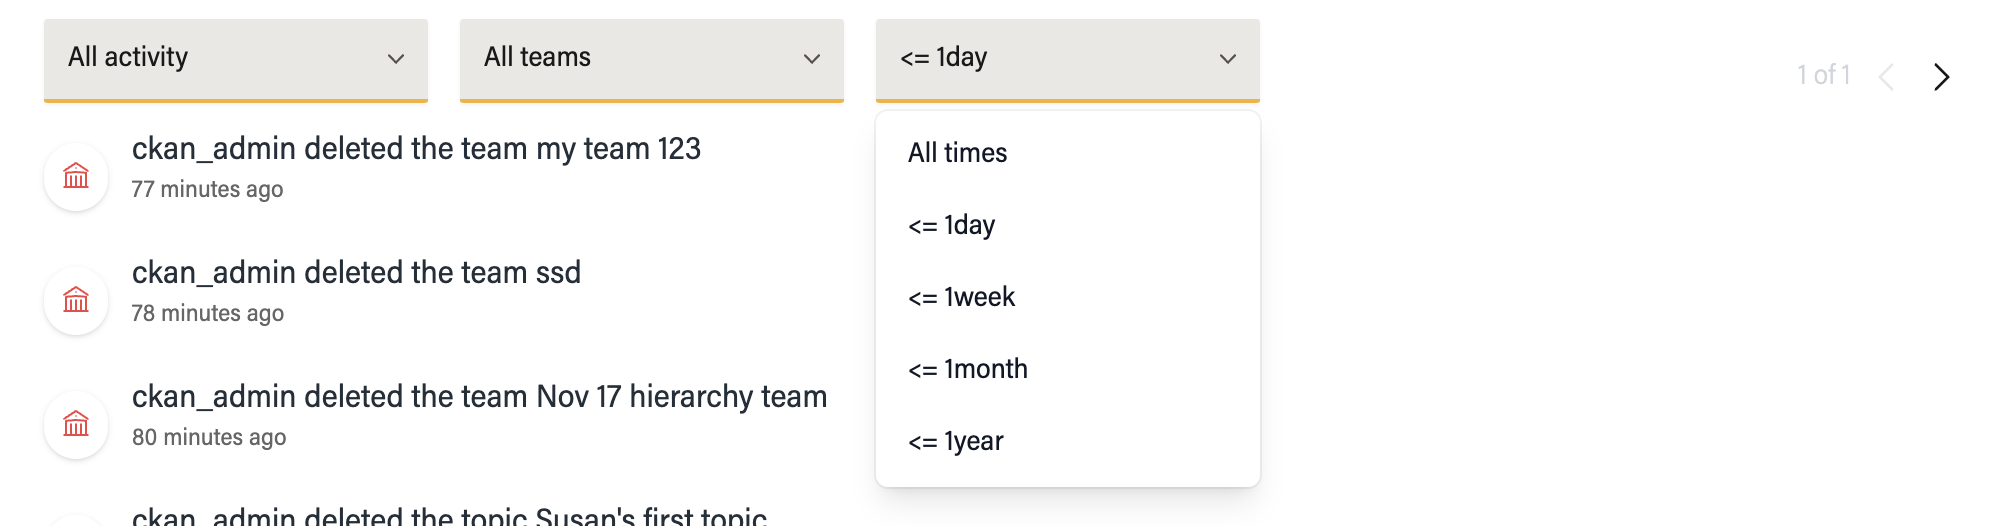 All activity
All teams
<= 1day
1 of 1
ckan_admin deleted the team my team 123
77 minutes ago
ckan_admin deleted the team ssd
78 minutes ago
ckan_admin deleted the team Nov 17 hierarchy team
80 minutes ago
ckan_admin deleted the topic Susan's first topic
All times
<= 1day
<= 1week
<= 1month
<= 1year